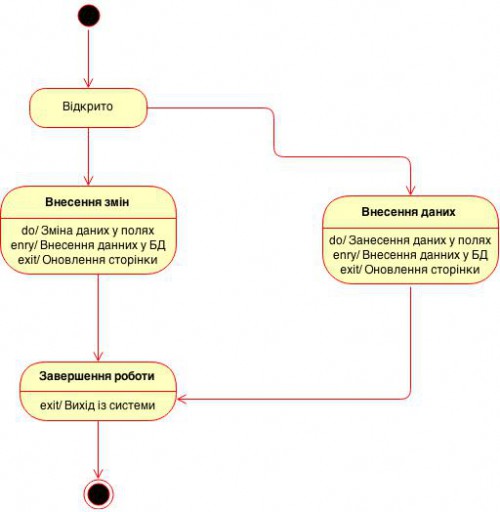 Відкрито
Внесення змін
do/ Зміна даних у полях
enry/ Внесення данних у БД
exit/ Оновлення сторінки
Внесення даних
do/ Занесення даних у полях
enry/ Внесення данних у БД
exit/ Оновлення сторінки
Завершення роботи
exit/ Вихід із системи